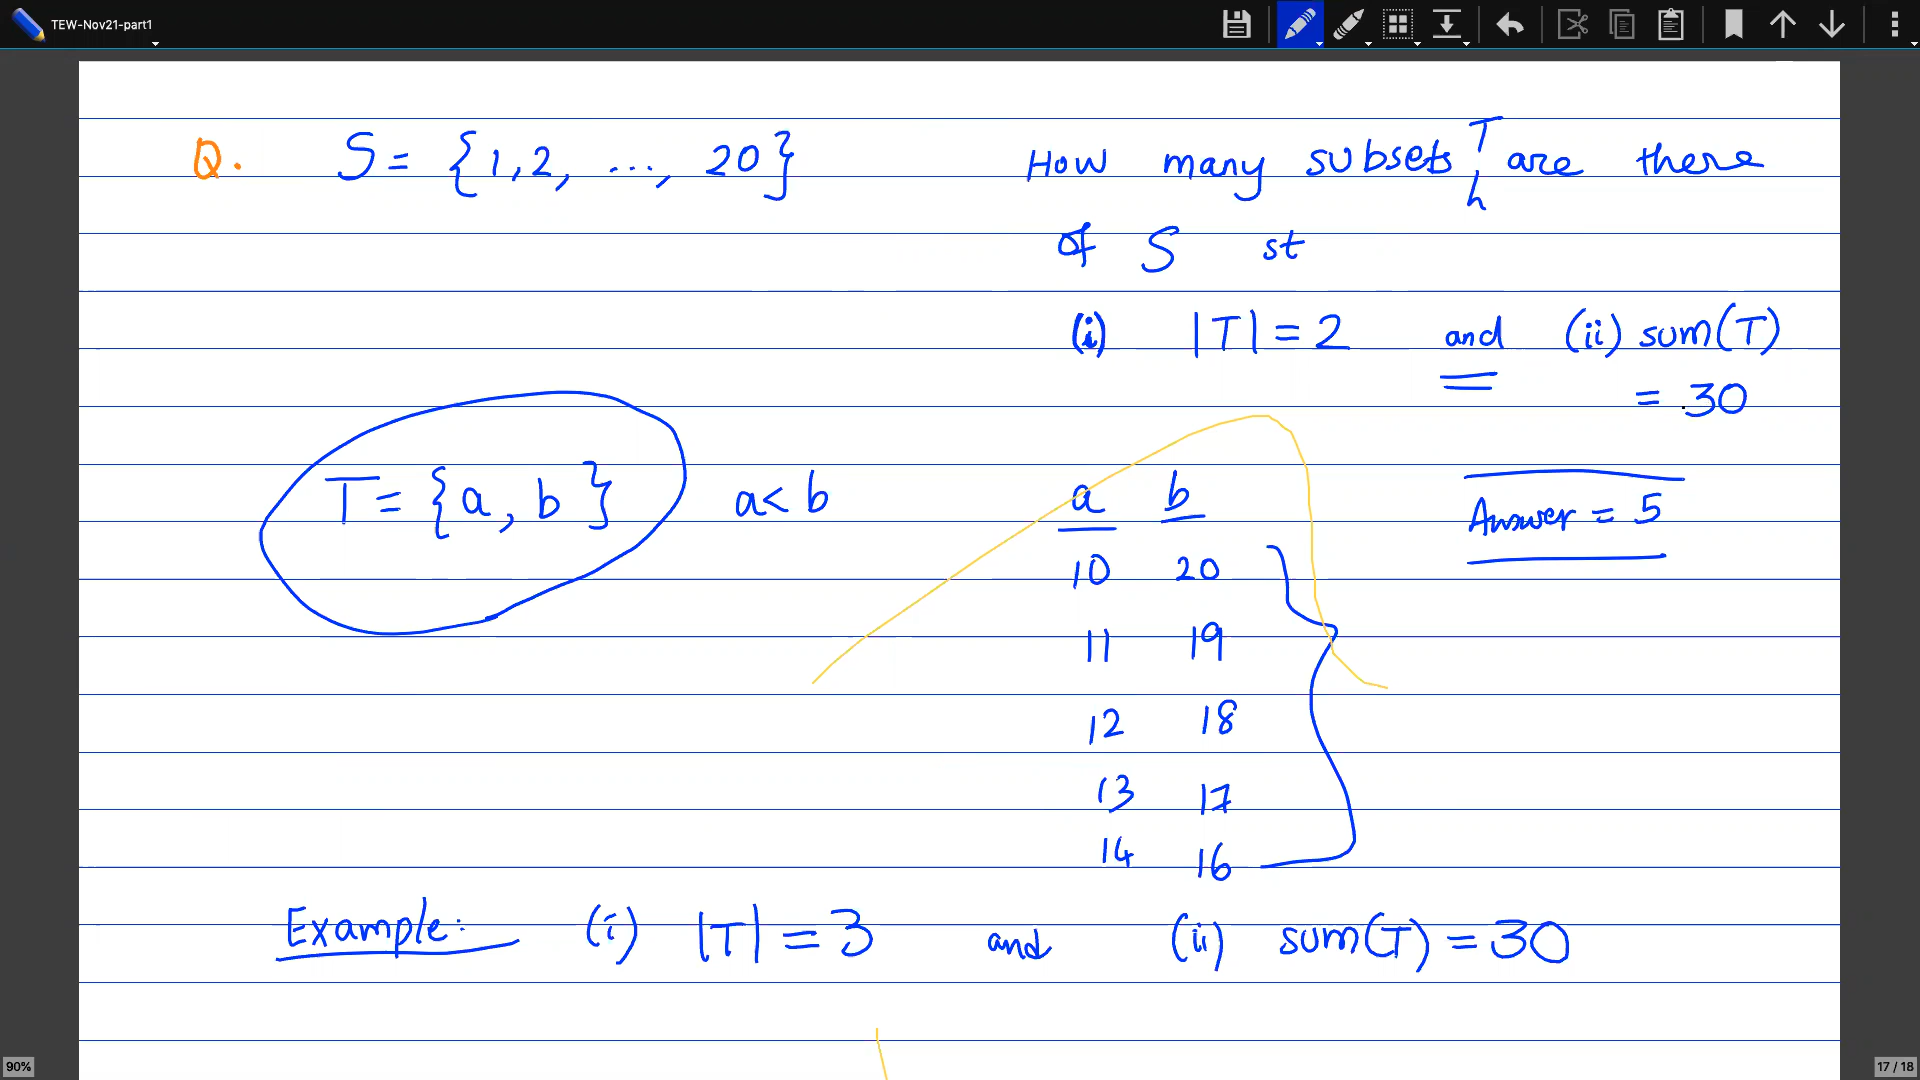 TEW-Nov21-part1
Q. S = {1,2, ..., 20} How many subsets T are there
of S st
(i) |T| = 2 and (ii) sum(T)
= 30
T = {a, b} a < b a b Answer = 5
10 20
11 19
12 18
13 17
14 16
Example: (i) |T| = 3 and (ii) sum(T) = 30
90% 17 / 18